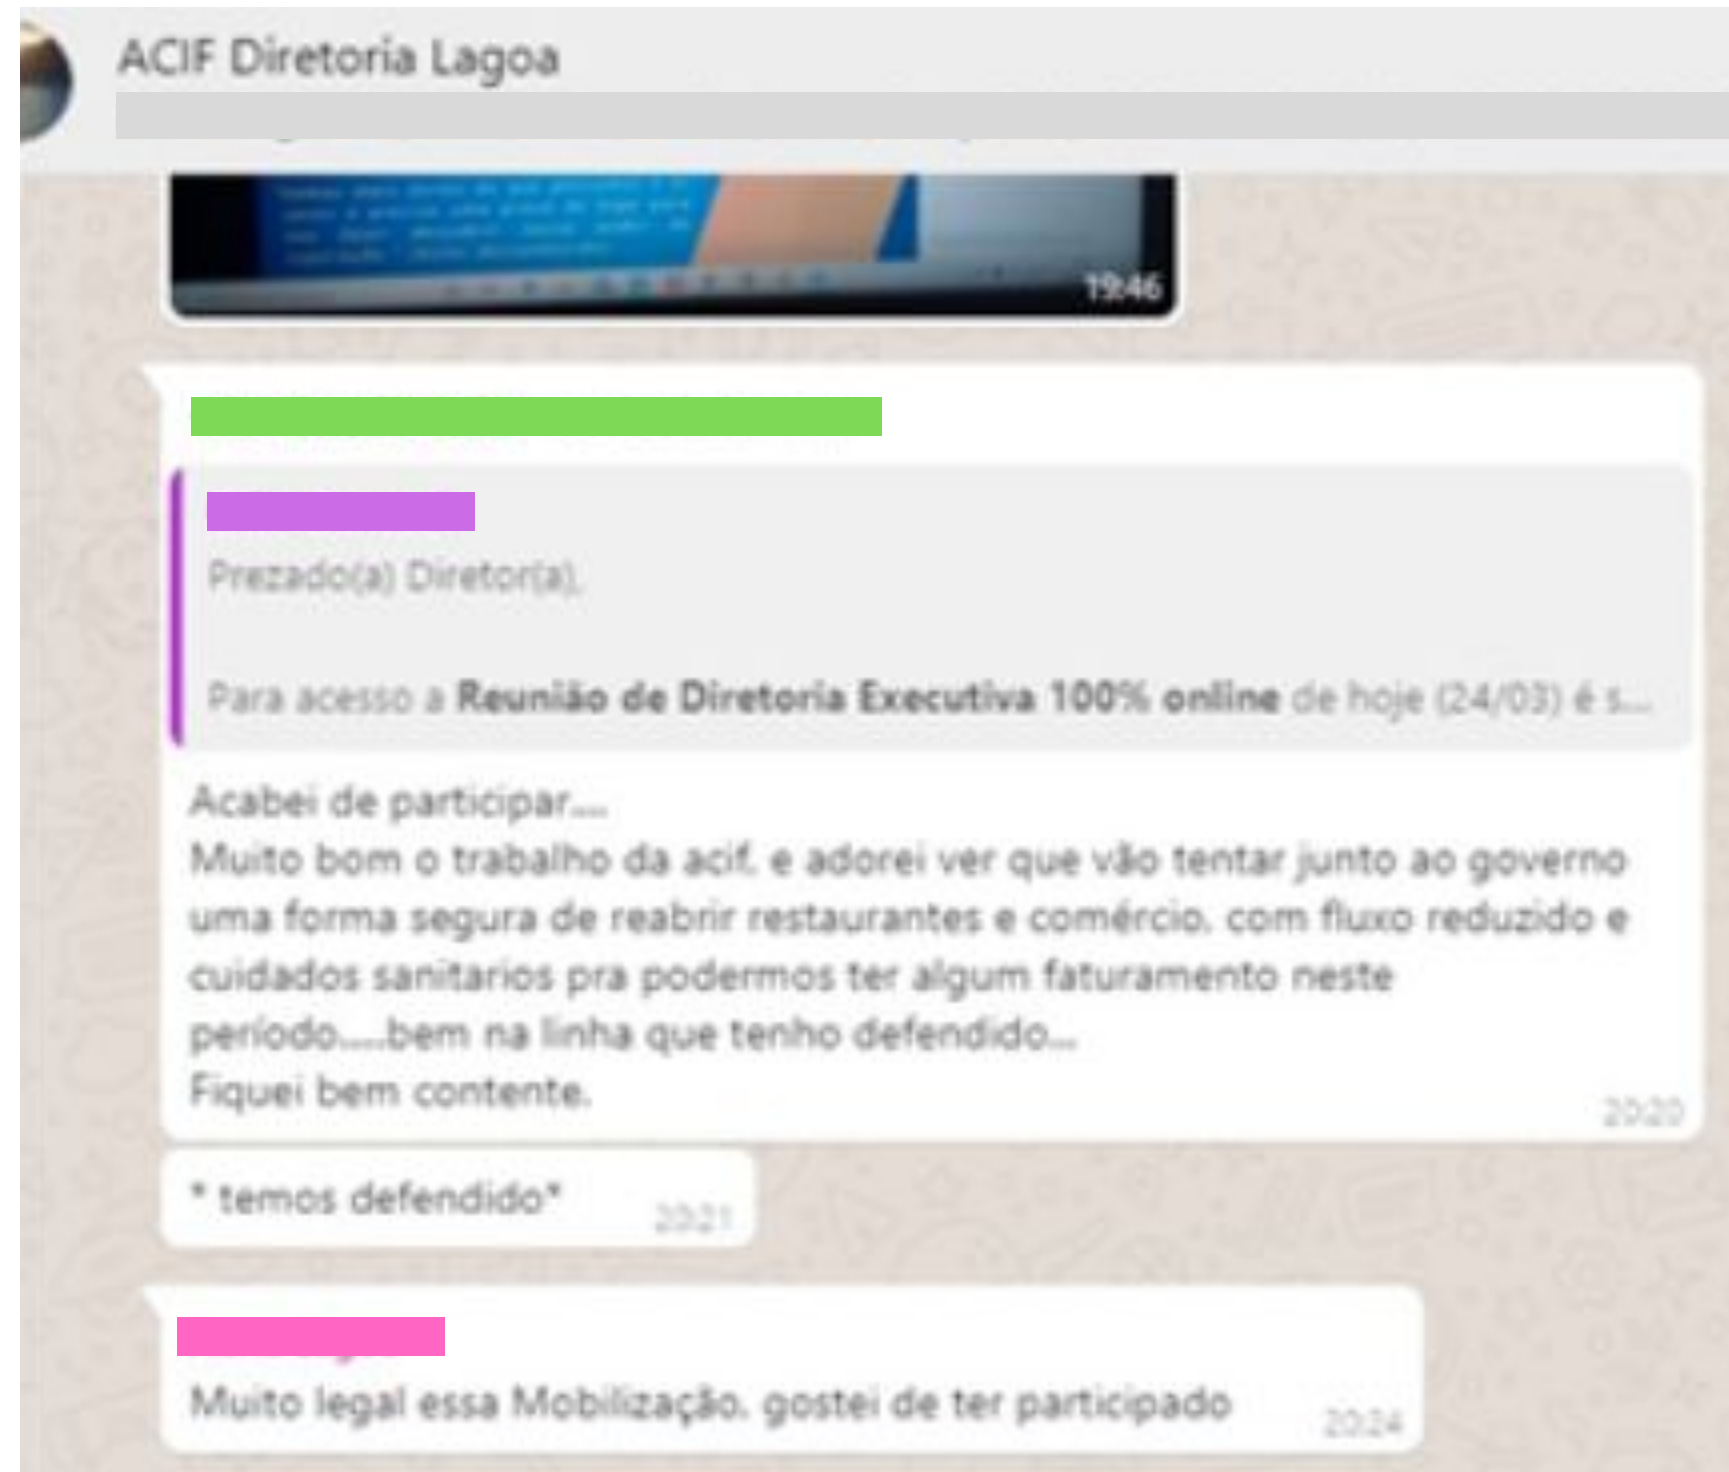 ACIF Diretoria Lagoa
19:46
Prezado(a) Diretor(a),
Para acesso a Reunião de Diretoria Executiva 100% online de hoje (24/03) é s...
Acabei de participar....
Muito bom o trabalho da acif, e adorei ver que vão tentar junto ao governo
uma forma segura de reabrir restaurantes e comércio, com fluxo reduzido e
cuidados sanitarios pra podermos ter algum faturamento neste
período.....bem na linha que tenho defendido...
Fiquei bem contente.
20:20
* temos defendido*
20:21
Muito legal essa Mobilização, gostei de ter participado
20:24